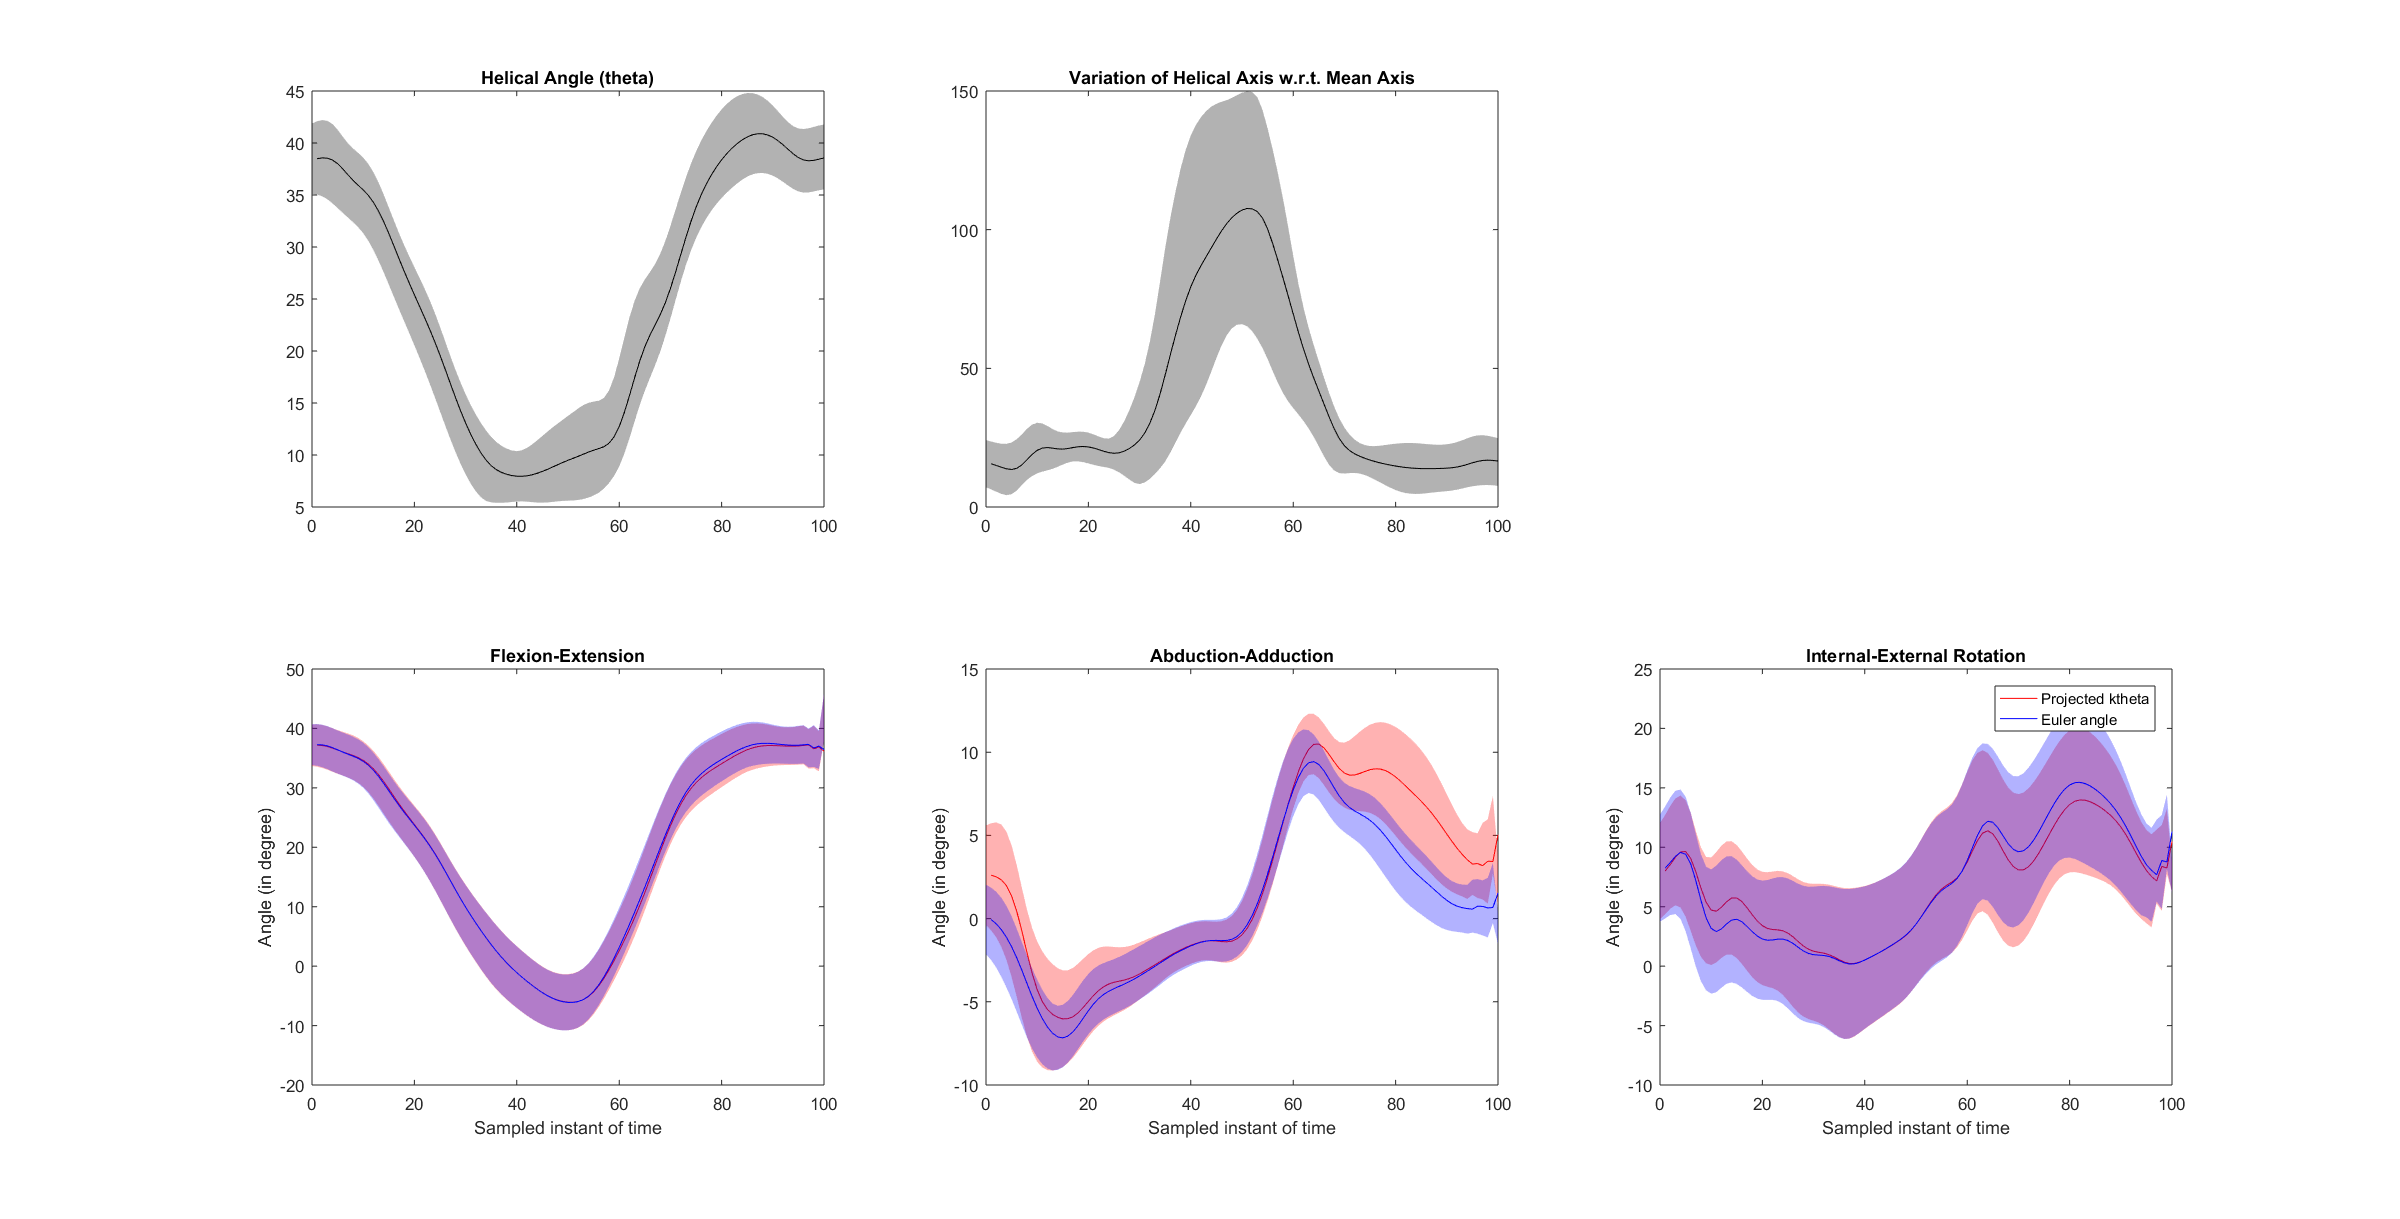 Helical Angle (theta)
45
40
35
30
25
20
15
10
5
0 20 40 60 80 100
Variation of Helical Axis w.r.t. Mean Axis
150
100
50
0
0 20 40 60 80 100
Flexion-Extension
50
40
30
20
10
0
-10
-20
Angle (in degree)
0 20 40 60 80 100
Sampled instant of time
Abduction-Adduction
15
10
5
0
-5
-10
Angle (in degree)
0 20 40 60 80 100
Sampled instant of time
Internal-External Rotation
25
20
15
10
5
0
-5
-10
Angle (in degree)
Projected ktheta
Euler angle
0 20 40 60 80 100
Sampled instant of time